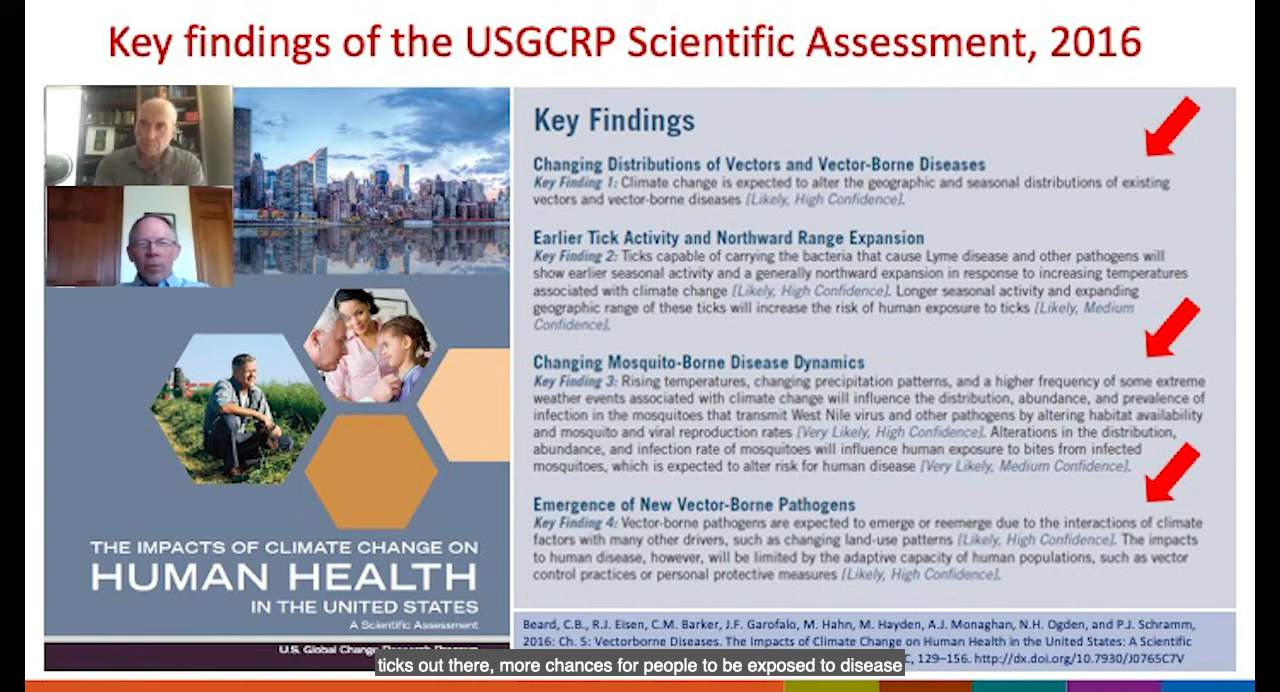 Key findings of the USGCRP Scientific Assessment, 2016
THE IMPACTS OF CLIMATE CHANGE ON
HUMAN HEALTH
IN THE UNITED STATES
A Scientific Assessment
U.S. Global Change Research Program
Key Findings
Changing Distributions of Vectors and Vector-Borne Diseases
Key Finding 1: Climate change is expected to alter the geographic and seasonal distributions of existing
vectors and vector-borne diseases [Likely, High Confidence].
Earlier Tick Activity and Northward Range Expansion
Key Finding 2: Ticks capable of carrying the bacteria that cause Lyme disease and other pathogens will
show earlier seasonal activity and a generally northward expansion in response to increasing temperatures
associated with climate change [Likely, High Confidence]. Longer seasonal activity and expanding
geographic range of these ticks will increase the risk of human exposure to ticks [Likely, Medium
Confidence].
Changing Mosquito-Borne Disease Dynamics
Key Finding 3: Rising temperatures, changing precipitation patterns, and a higher frequency of some extreme
weather events associated with climate change will influence the distribution, abundance, and prevalence of
infection in the mosquitoes that transmit West Nile virus and other pathogens by altering habitat availability
and mosquito and viral reproduction rates [Very Likely, High Confidence]. Alterations in the distribution,
abundance, and infection rate of mosquitoes will influence human exposure to bites from infected
mosquitoes, which is expected to alter risk for human disease [Very Likely, Medium Confidence].
Emergence of New Vector-Borne Pathogens
Key Finding 4: Vector-borne pathogens are expected to emerge or reemerge due to the interactions of climate
factors with many other drivers, such as changing land-use patterns [Likely, High Confidence]. The impacts
to human disease, however, will be limited by the adaptive capacity of human populations, such as vector
control practices or personal protective measures [Likely, High Confidence].
Beard, C.B., R.J. Eisen, C.M. Barker, J.F. Garofalo, M. Hahn, M. Hayden, A.J. Monaghan, N.H. Ogden, and P.J. Schramm,
2016: Ch. 5: Vectorborne Diseases. The Impacts of Climate Change on Human Health in the United States: A Scientific
C, 129–156. http://dx.doi.org/10.7930/J0765C7V
ticks out there, more chances for people to be exposed to disease